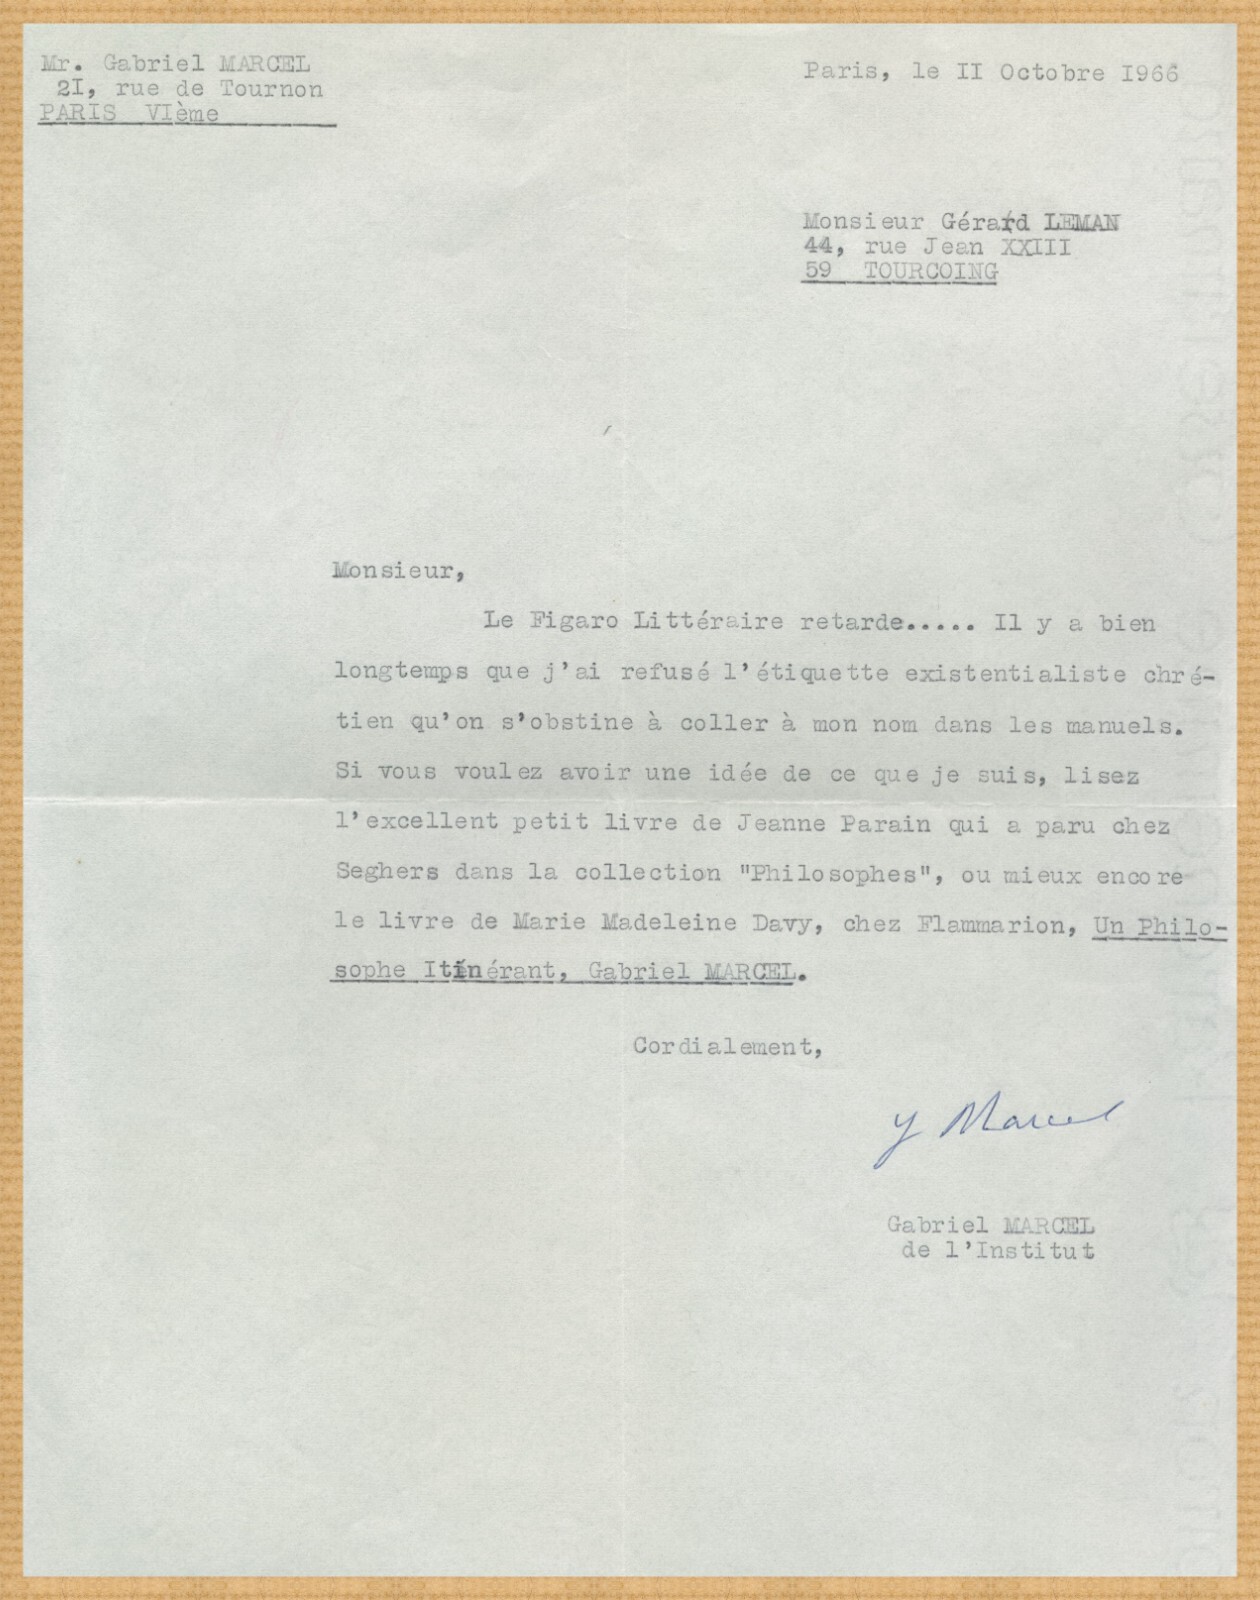 Mr. Gabriel MARCEL
2I, rue de Tournon
PARIS VIème
Paris, le II Octobre I966
Monsieur Gérard LEMAN
44, rue Jean XXIII
59 TOURCOING
Monsieur,
Le Figaro Littéraire retarde..... Il y a bien
longtemps que j'ai refusé l'étiquette existentialiste chré-
tien qu'on s'obstine à coller à mon nom dans les manuels.
Si vous voulez avoir une idée de ce que je suis, lisez
l'excellent petit livre de Jeanne Parain qui a paru chez
Seghers dans la collection "Philosophes", ou mieux encore
le livre de Marie Madeleine Davy, chez Flammarion, Un Philo-
sophe Itinérant, Gabriel MARCEL.
Cordialement,
G Marcel
Gabriel MARCEL
de l'Institut